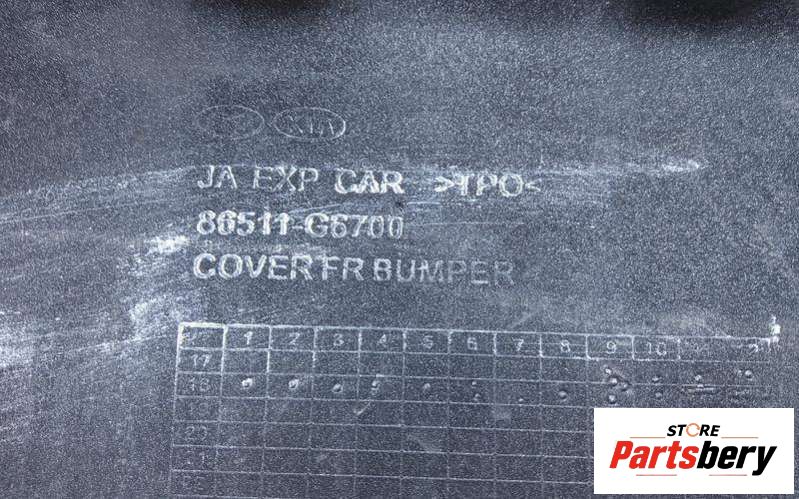 KIA
JA EXP CAR >TPO<
86511-G6700
COVER FR BUMPER
1 2 3 4 5 6 7 8 9 10
17
18
19
STORE
Partsbery